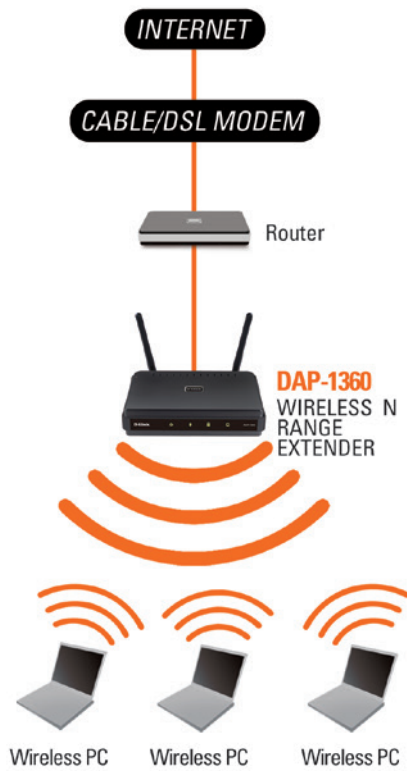 INTERNET
CABLE/DSL MODEM
Router
DAP-1360
WIRELESS N
RANGE
EXTENDER
Wireless PC
Wireless PC
Wireless PC